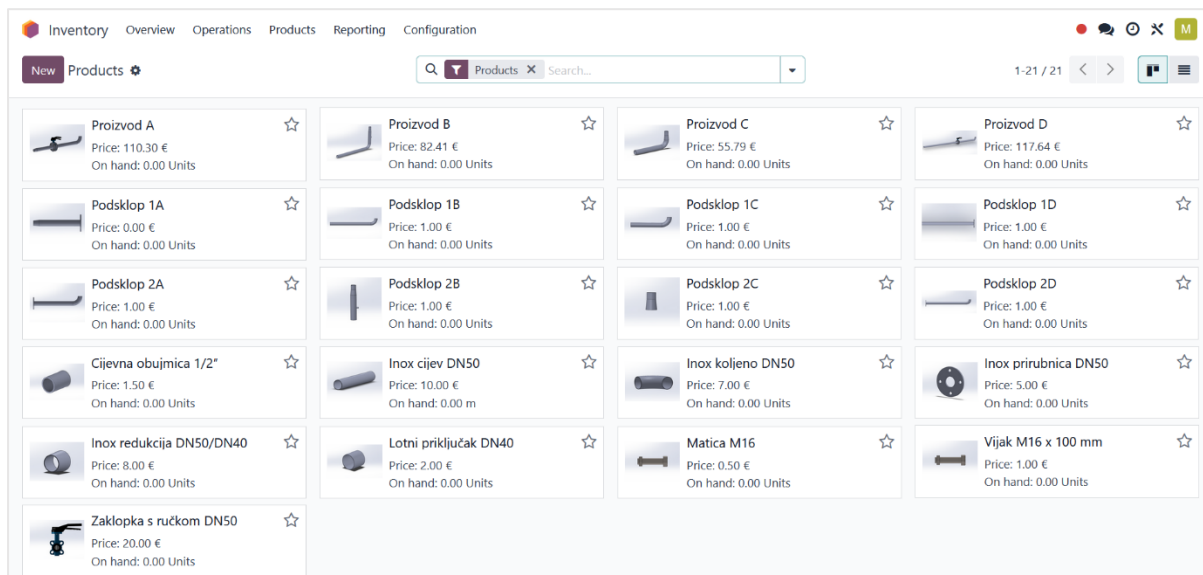 Inventory Overview Operations Products Reporting Configuration M
New Products Products Search... 1-21 / 21
Proizvod A
Price: 110.30 €
On hand: 0.00 Units
Proizvod B
Price: 82.41 €
On hand: 0.00 Units
Proizvod C
Price: 55.79 €
On hand: 0.00 Units
Proizvod D
Price: 117.64 €
On hand: 0.00 Units
Podsklop 1A
Price: 0.00 €
On hand: 0.00 Units
Podsklop 1B
Price: 1.00 €
On hand: 0.00 Units
Podsklop 1C
Price: 1.00 €
On hand: 0.00 Units
Podsklop 1D
Price: 1.00 €
On hand: 0.00 Units
Podsklop 2A
Price: 1.00 €
On hand: 0.00 Units
Podsklop 2B
Price: 1.00 €
On hand: 0.00 Units
Podsklop 2C
Price: 1.00 €
On hand: 0.00 Units
Podsklop 2D
Price: 1.00 €
On hand: 0.00 Units
Cijevna obujmica 1/2"
Price: 1.50 €
On hand: 0.00 Units
Inox cijev DN50
Price: 10.00 €
On hand: 0.00 m
Inox koljeno DN50
Price: 7.00 €
On hand: 0.00 Units
Inox prirubnica DN50
Price: 5.00 €
On hand: 0.00 Units
Inox redukcija DN50/DN40
Price: 8.00 €
On hand: 0.00 Units
Lotni priključak DN40
Price: 2.00 €
On hand: 0.00 Units
Matica M16
Price: 0.50 €
On hand: 0.00 Units
Vijak M16 x 100 mm
Price: 1.00 €
On hand: 0.00 Units
Zaklopka s ručkom DN50
Price: 20.00 €
On hand: 0.00 Units